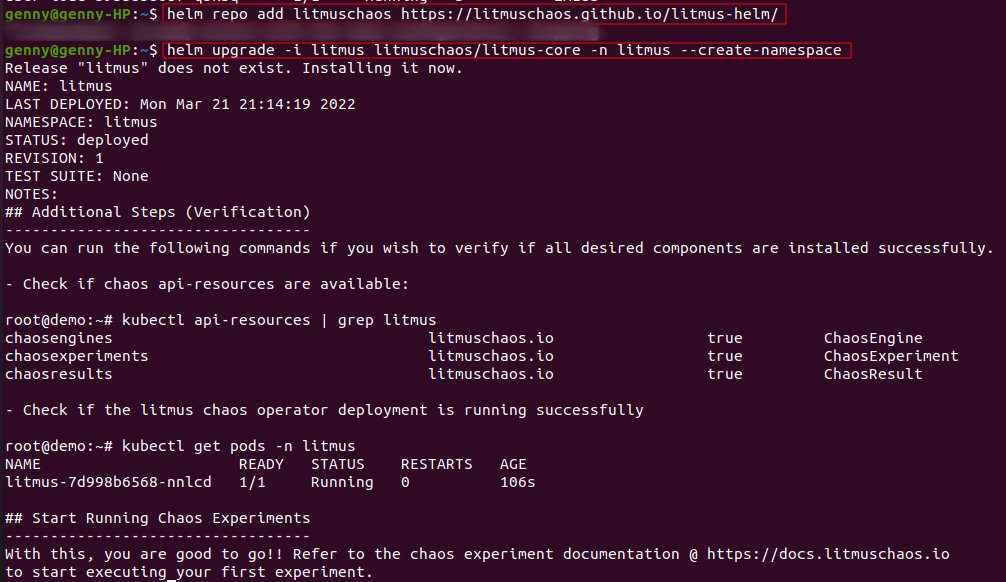 genny@genny-HP:~$ helm repo add litmuschaos https://litmuschaos.github.io/litmus-helm/
genny@genny-HP:~$ helm upgrade -i litmus litmuschaos/litmus-core -n litmus --create-namespace
Release "litmus" does not exist. Installing it now.
NAME: litmus
LAST DEPLOYED: Mon Mar 21 21:14:19 2022
NAMESPACE: litmus
STATUS: deployed
REVISION: 1
TEST SUITE: None
NOTES:
## Additional Steps (Verification)
----------------------------------
You can run the following commands if you wish to verify if all desired components are installed successfully.
- Check if chaos api-resources are available:
root@demo:~# kubectl api-resources | grep litmus
chaosengines litmuschaos.io true ChaosEngine
chaosexperiments litmuschaos.io true ChaosExperiment
chaosresults litmuschaos.io true ChaosResult
- Check if the litmus chaos operator deployment is running successfully
root@demo:~# kubectl get pods -n litmus
NAME READY STATUS RESTARTS AGE
litmus-7d998b6568-nnlcd 1/1 Running 0 106s
## Start Running Chaos Experiments
----------------------------------
With this, you are good to go!! Refer to the chaos experiment documentation @ https://docs.litmuschaos.io
to start executing your first experiment.